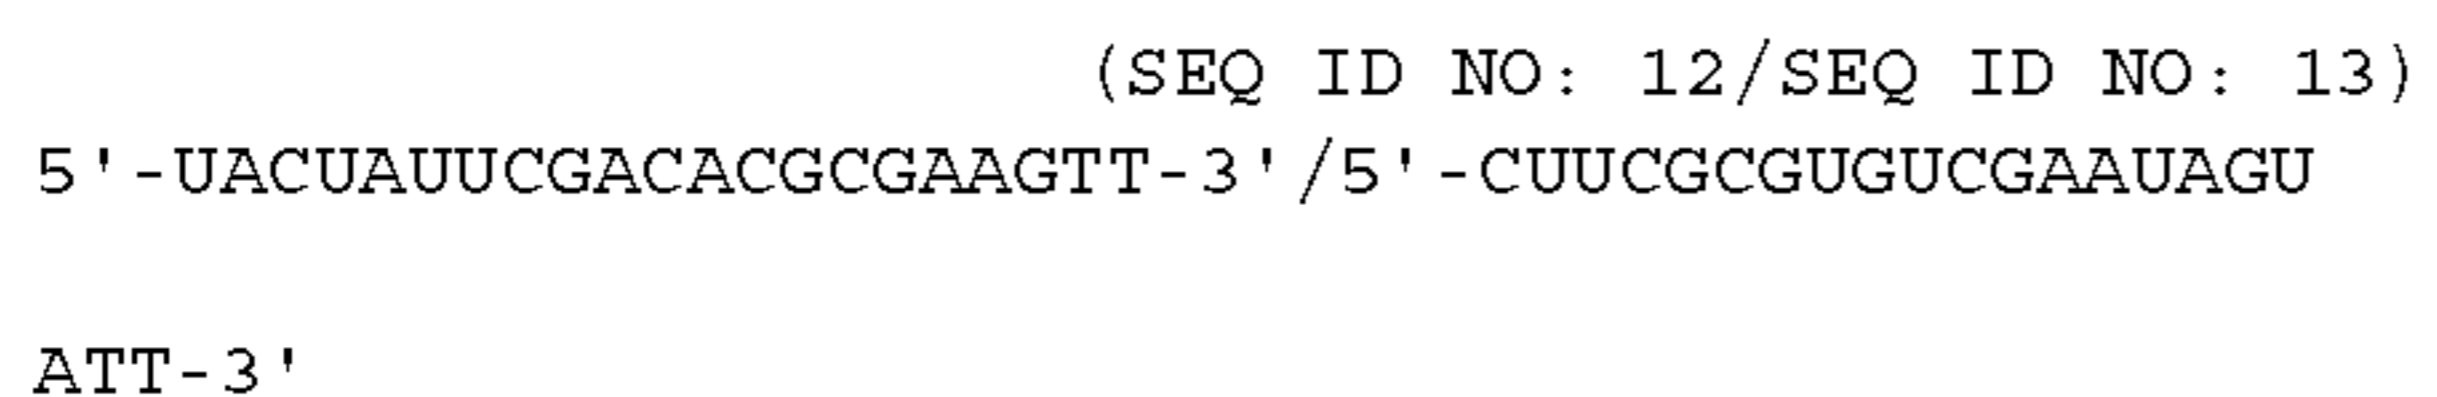 (SEQ ID NO: 12/SEQ ID NO: 13)
5'-UACUAUUCGACACGCGAAGTT-3'/5'-CUUCGCGUGUCGAAUAGU
ATT-3'